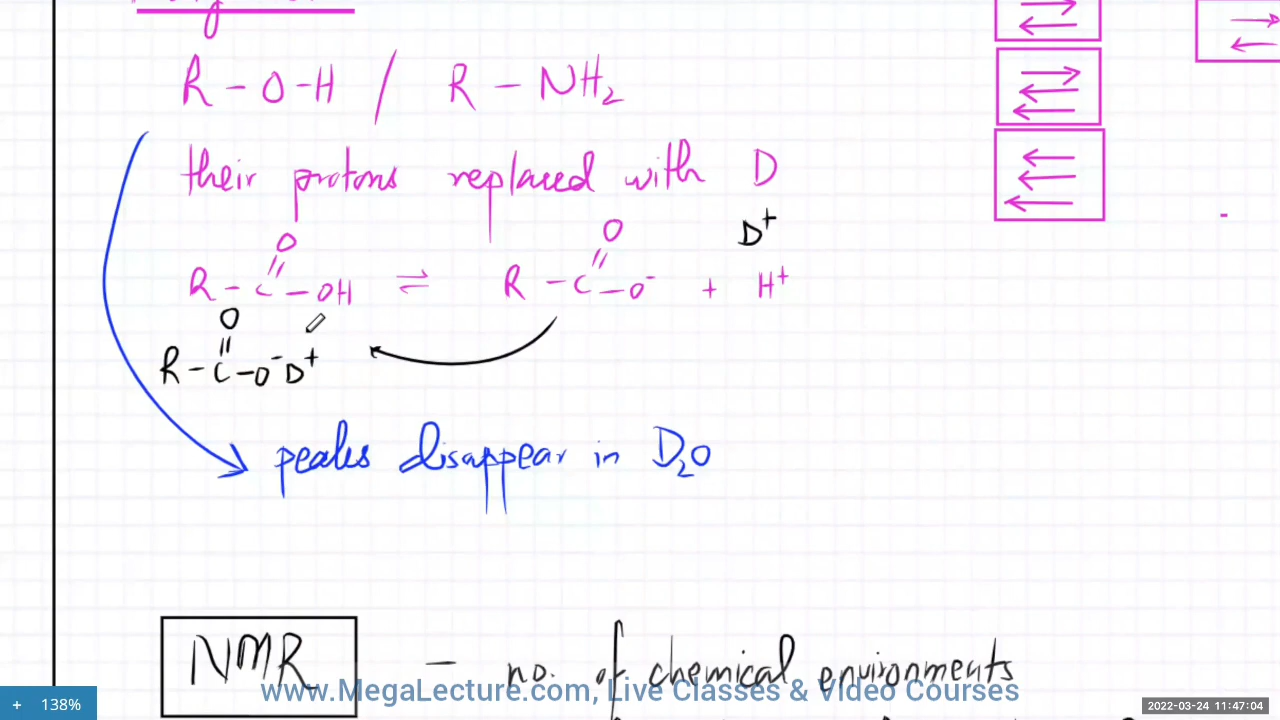 R - O - H / R - NH2
their protons replaced with D
D+
O O
R - C - OH ⇌ R - C - O- + H+
O
R - C - O- D+
peaks disappear in D2O
NMR - no. of chemical environments
www.MegaLecture.com, Live Classes & Video Courses
+ 138%
2022-03-24 11:47:04